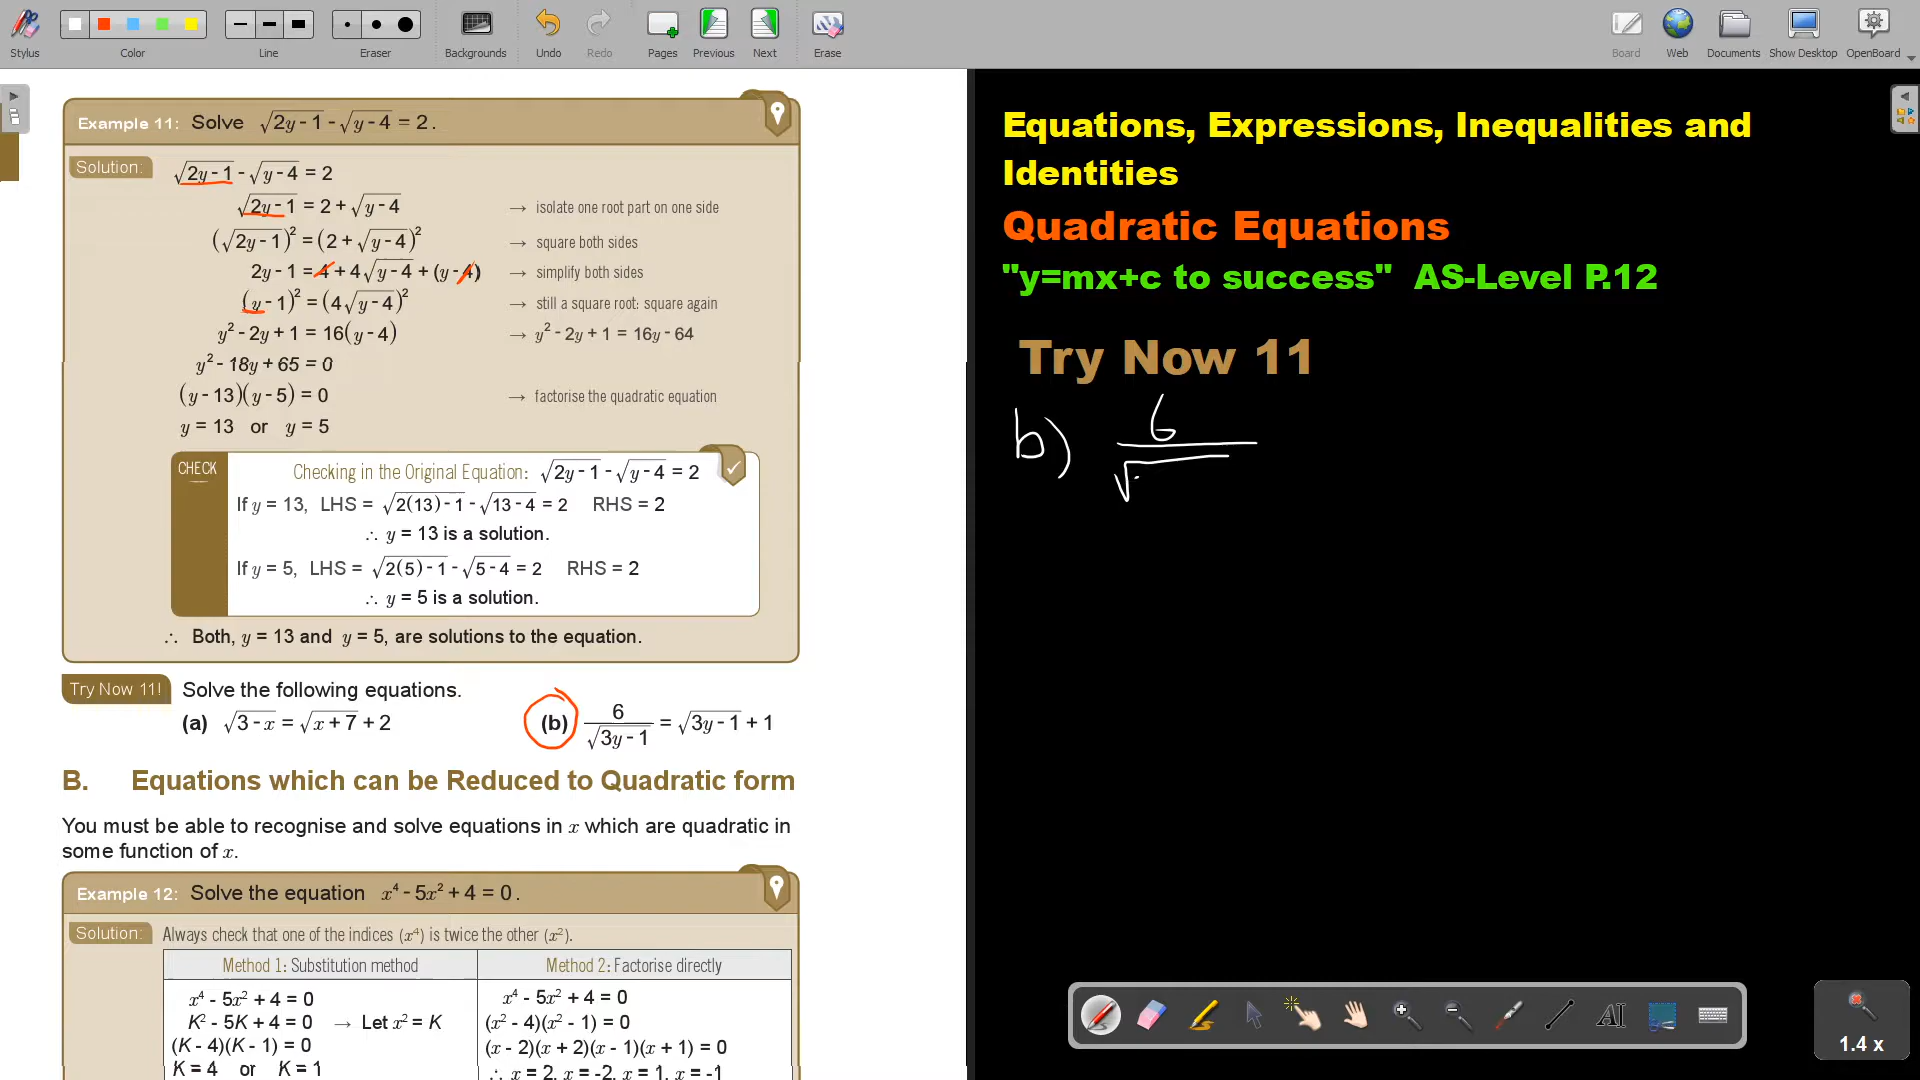 Stylus Color Line Eraser Backgrounds Undo Redo Pages Previous Next Erase Board Web Documents Show Desktop OpenBoard
Example 11: Solve √(2y-1) - √(y-4) = 2.
Solution: √(2y-1) - √(y-4) = 2
√(2y-1) = 2 + √(y-4) → isolate one root part on one side
(√(2y-1))² = (2 + √(y-4))² → square both sides
2y - 1 = 4 + 4√(y-4) + (y-4) → simplify both sides
(y-1)² = (4√(y-4))² → still a square root: square again
y² - 2y + 1 = 16(y-4) → y² - 2y + 1 = 16y - 64
y² - 18y + 65 = 0
(y-13)(y-5) = 0 → factorise the quadratic equation
y = 13 or y = 5
CHECK Checking in the Original Equation: √(2y-1) - √(y-4) = 2
If y = 13, LHS = √(2(13)-1) - √(13-4) = 2 RHS = 2
∴ y = 13 is a solution.
If y = 5, LHS = √(2(5)-1) - √(5-4) = 2 RHS = 2
∴ y = 5 is a solution.
∴ Both, y = 13 and y = 5, are solutions to the equation.
Try Now 11! Solve the following equations.
(a) √(3-x) = √(x+7) + 2 (b) 6/√(3y-1) = √(3y-1) + 1
B. Equations which can be Reduced to Quadratic form
You must be able to recognise and solve equations in x which are quadratic in
some function of x.
Example 12: Solve the equation x⁴ - 5x² + 4 = 0.
Solution: Always check that one of the indices (x⁴) is twice the other (x²).
Method 1: Substitution method Method 2: Factorise directly
x⁴ - 5x² + 4 = 0 x⁴ - 5x² + 4 = 0
K² - 5K + 4 = 0 → Let x² = K (x² - 4)(x² - 1) = 0
(K - 4)(K - 1) = 0 (x - 2)(x + 2)(x - 1)(x + 1) = 0
K = 4 or K = 1 ∴ x = 2, x = -2, x = 1, x = -1
Equations, Expressions, Inequalities and
Identities
Quadratic Equations
"y=mx+c to success" AS-Level P.12
Try Now 11
b) 6/√
AI
1.4 x